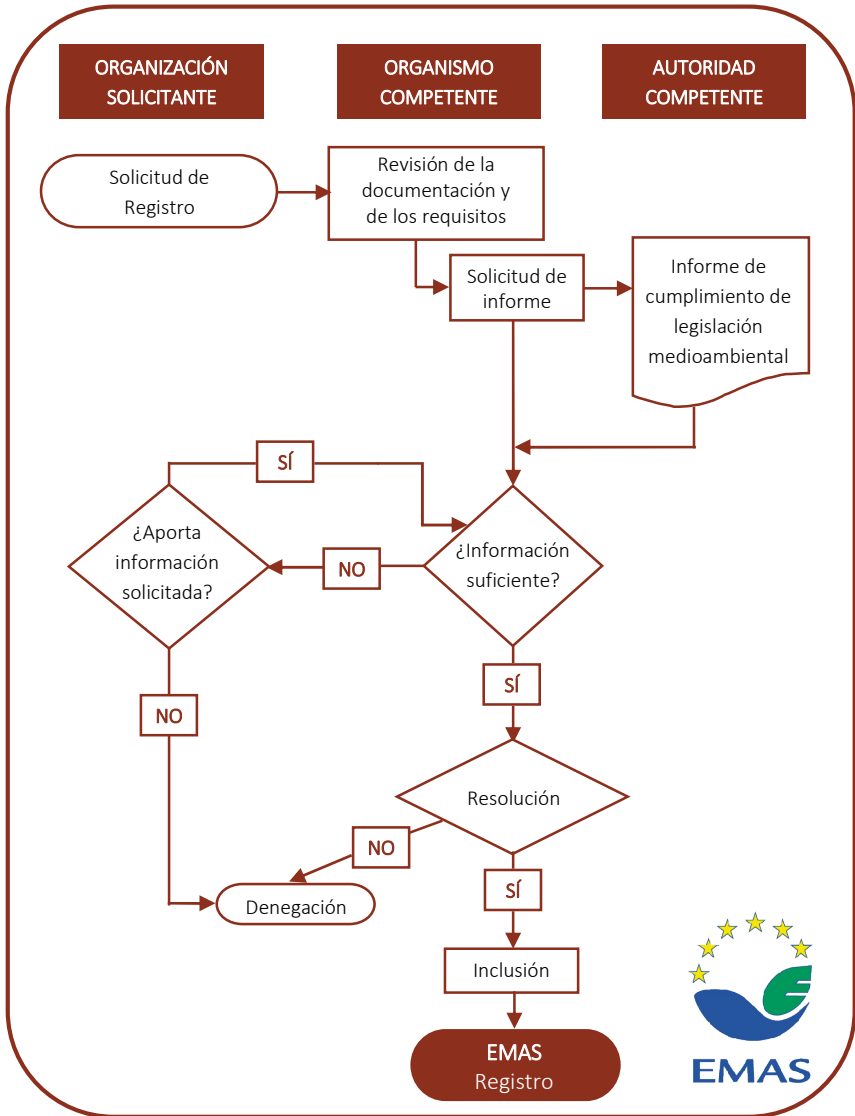 ORGANIZACIÓN
SOLICITANTE
ORGANISMO
COMPETENTE
AUTORIDAD
COMPETENTE
Solicitud de
Registro
Revisión de la
documentación y
de los requisitos
Solicitud de
informe
Informe de
cumplimiento de
legislación
medioambiental
SÍ
¿Aporta
información
solicitada?
NO
¿Información
suficiente?
SÍ
NO
Resolución
NO
SÍ
Denegación
Inclusión
EMAS
Registro
EMAS